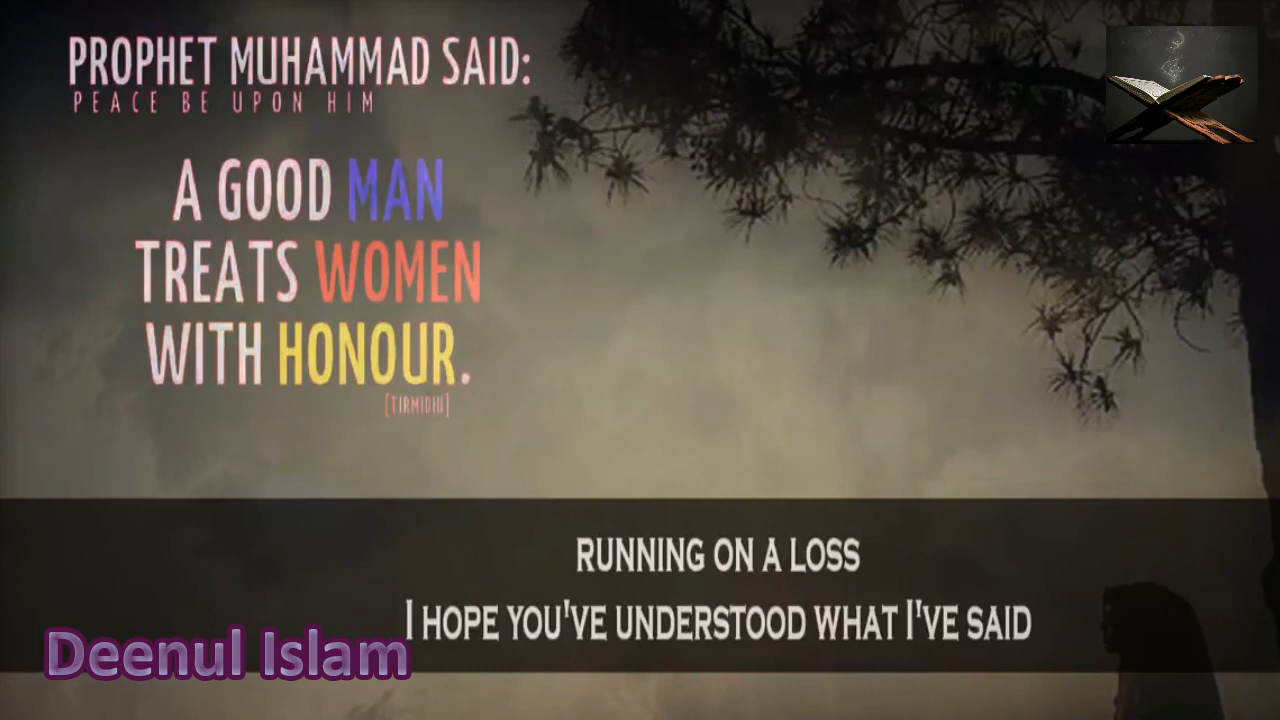 PROPHET MUHAMMAD SAID:
PEACE BE UPON HIM
A GOOD MAN
TREATS WOMEN
WITH HONOUR.
[TIRMIDHI]
RUNNING ON A LOSS
I HOPE YOU'VE UNDERSTOOD WHAT I'VE SAID
Deenul Islam